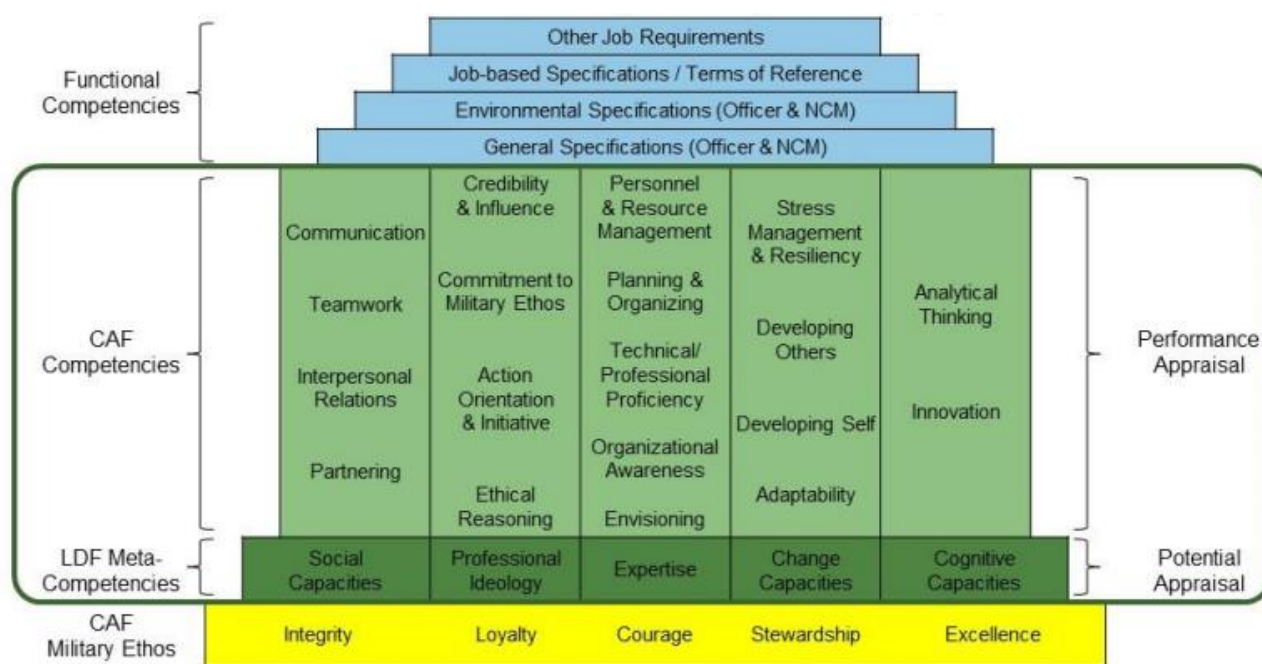 Other Job Requirements
Job-based Specifications / Terms of Reference
Environmental Specifications (Officer & NCM)
General Specifications (Officer & NCM)
Functional
Competencies
CAF
Competencies
Communication
Teamwork
Interpersonal
Relations
Partnering
Credibility
& Influence
Commitment to
Military Ethos
Action
Orientation
& Initiative
Ethical
Reasoning
Personnel
& Resource
Management
Planning &
Organizing
Technical/
Professional
Proficiency
Organizational
Awareness
Envisioning
Stress
Management
& Resiliency
Developing
Others
Developing Self
Adaptability
Analytical
Thinking
Innovation
Performance
Appraisal
LDF Meta-
Competencies
Social
Capacities
Professional
Ideology
Expertise
Change
Capacities
Cognitive
Capacities
Potential
Appraisal
CAF
Military Ethos
Integrity
Loyalty
Courage
Stewardship
Excellence